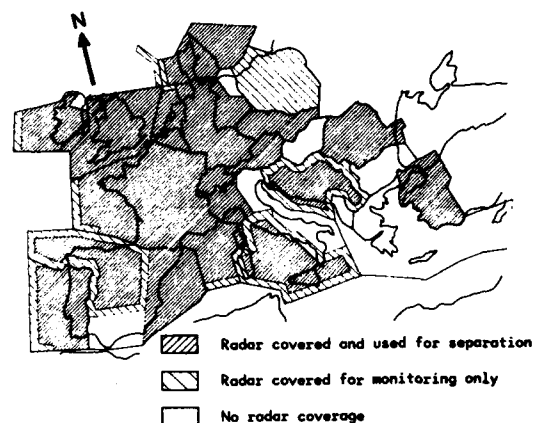 N
Radar covered and used for separation
Radar covered for monitoring only
No radar coverage